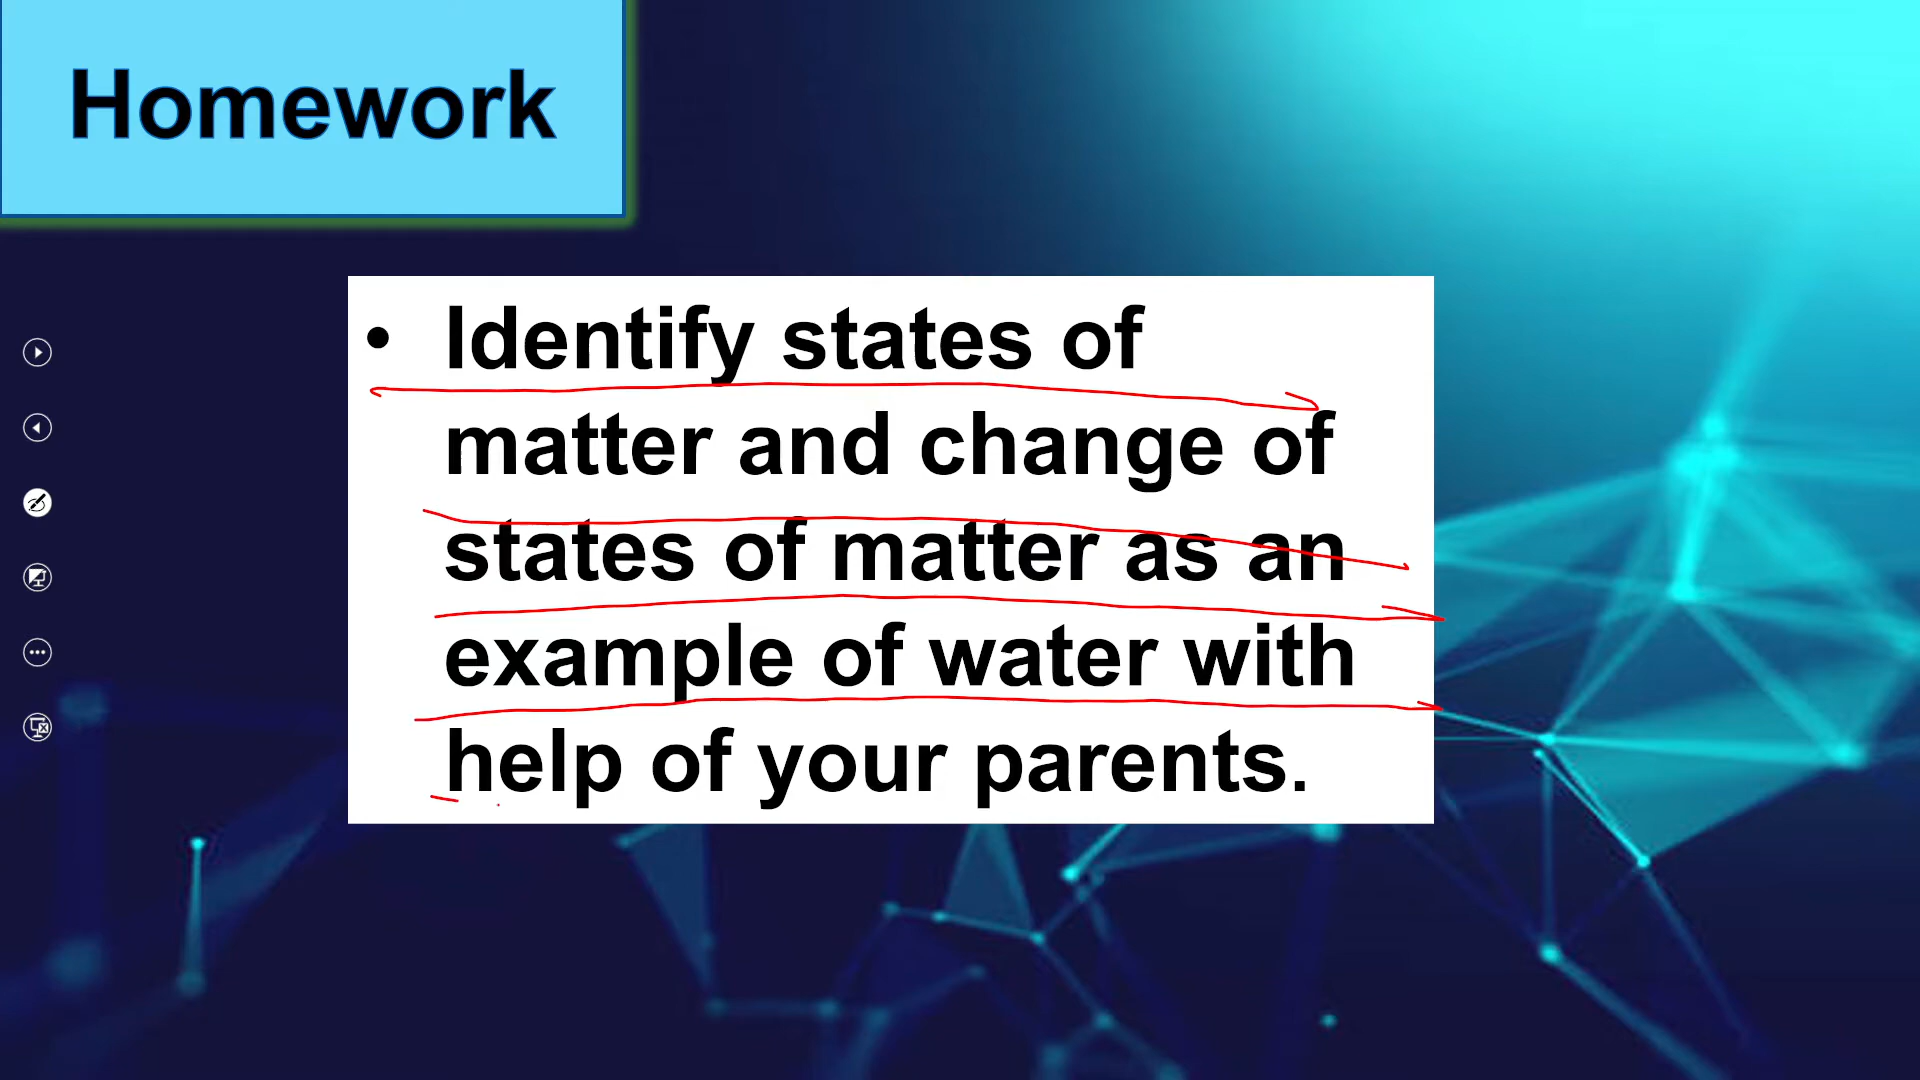 Homework
• Identify states of
matter and change of
states of matter as an
example of water with
help of your parents.